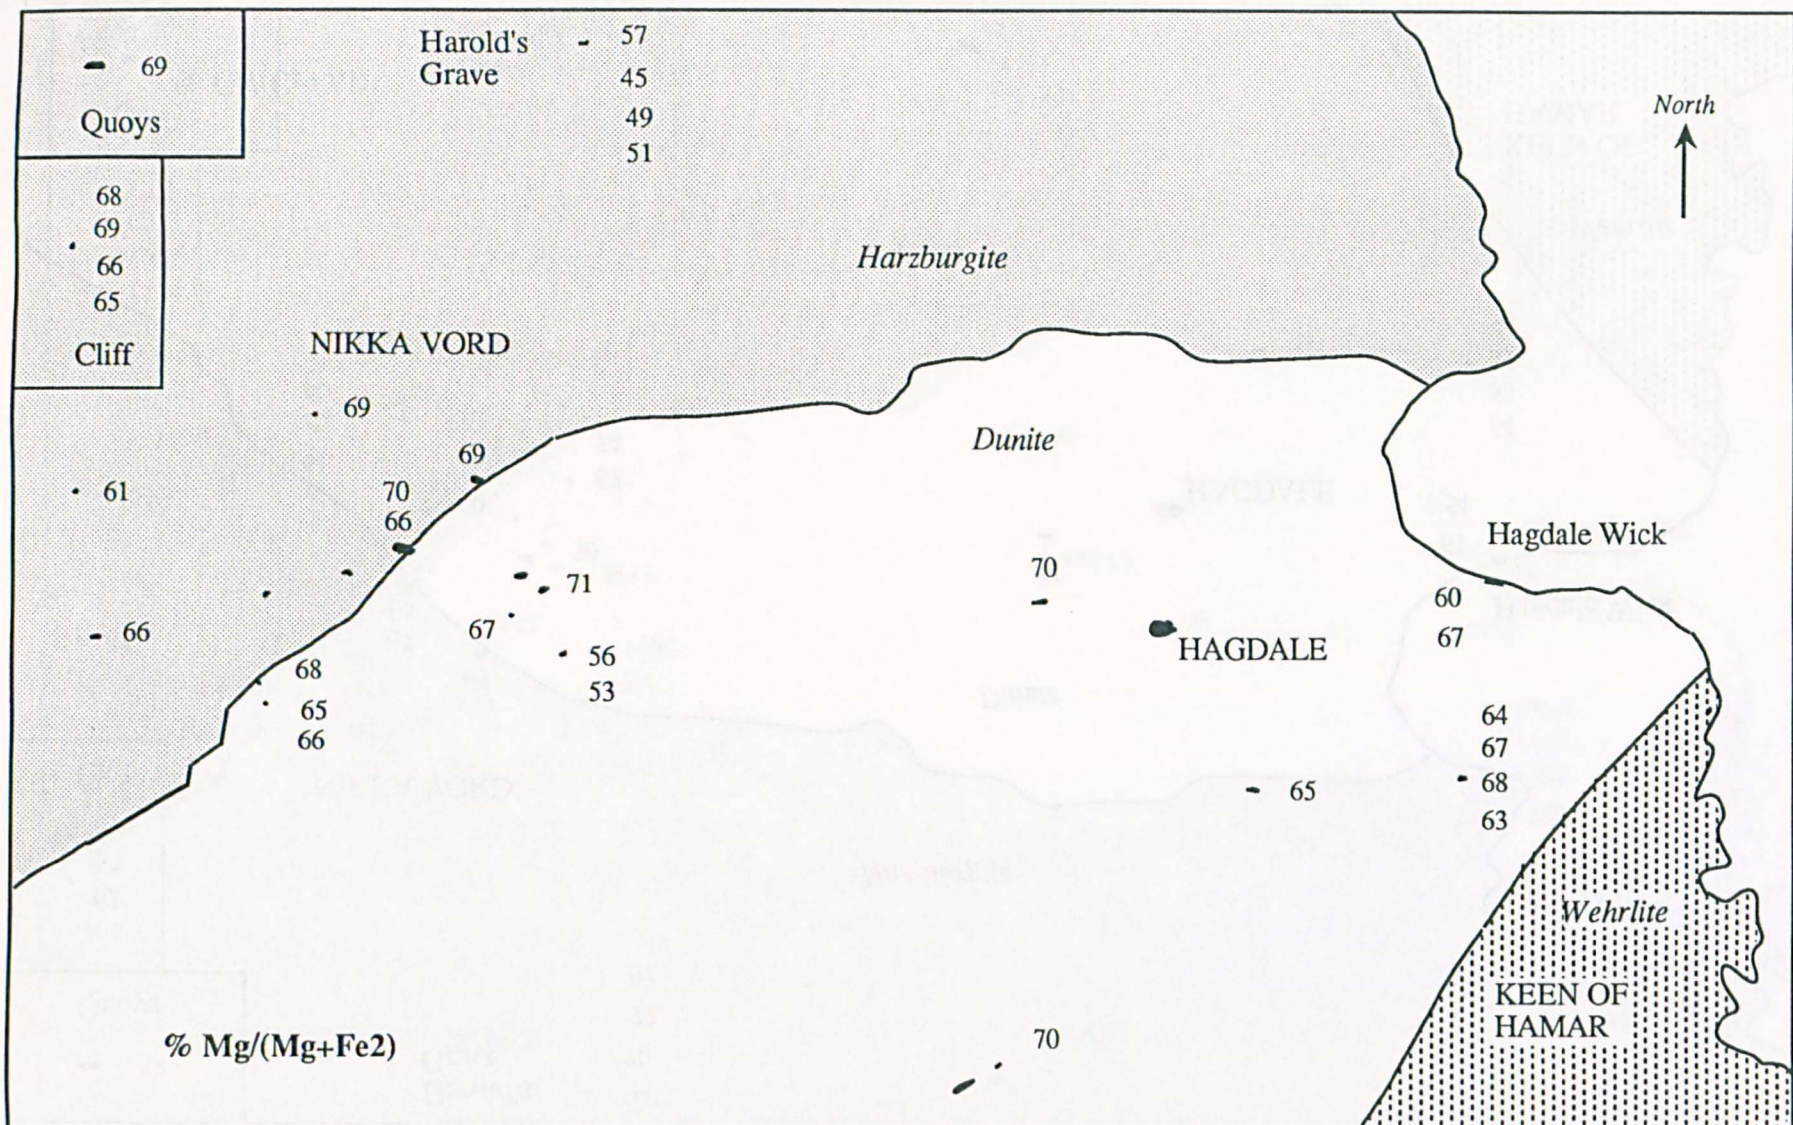 69
Quoys
68
69
66
65
Cliff
Harold's
Grave
57
45
49
51
North
Harzburgite
NIKKA VORD
69
69
61
70
66
Dunite
Hagdale Wick
71
70
60
67
66
67
HAGDALE
56
53
68
65
66
64
67
68
63
65
Wehrlite
KEEN OF
HAMAR
% Mg/(Mg+Fe2)
70